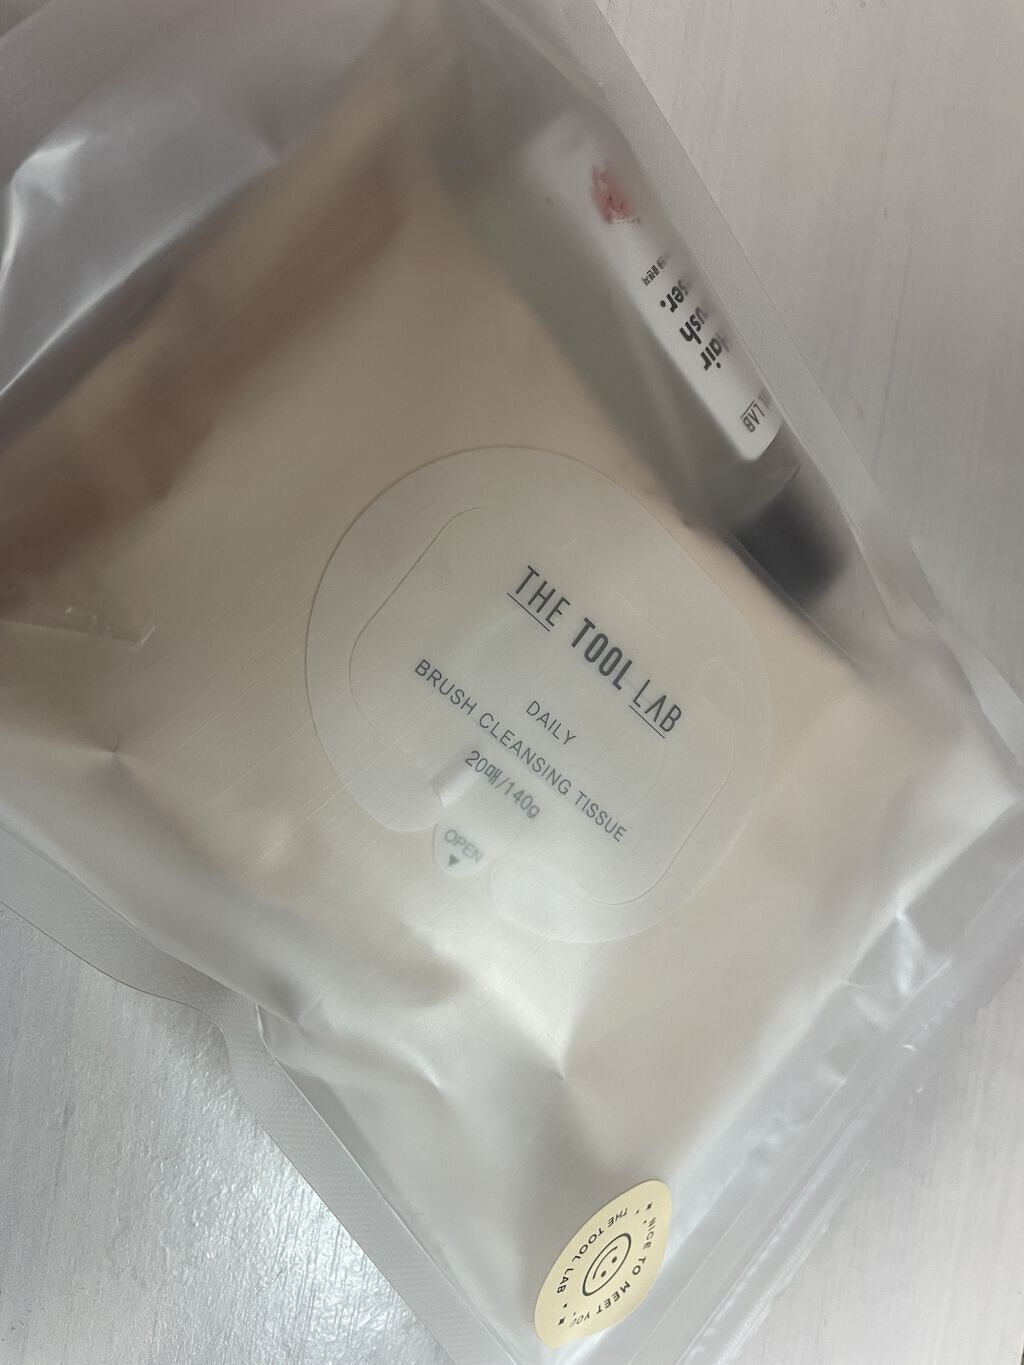 THE TOOL LAB
DAILY
BRUSH CLEANSING TISSUE
20매/140g
OPEN
LAB
NICE TO MEET YOU
THE TOOL LAB